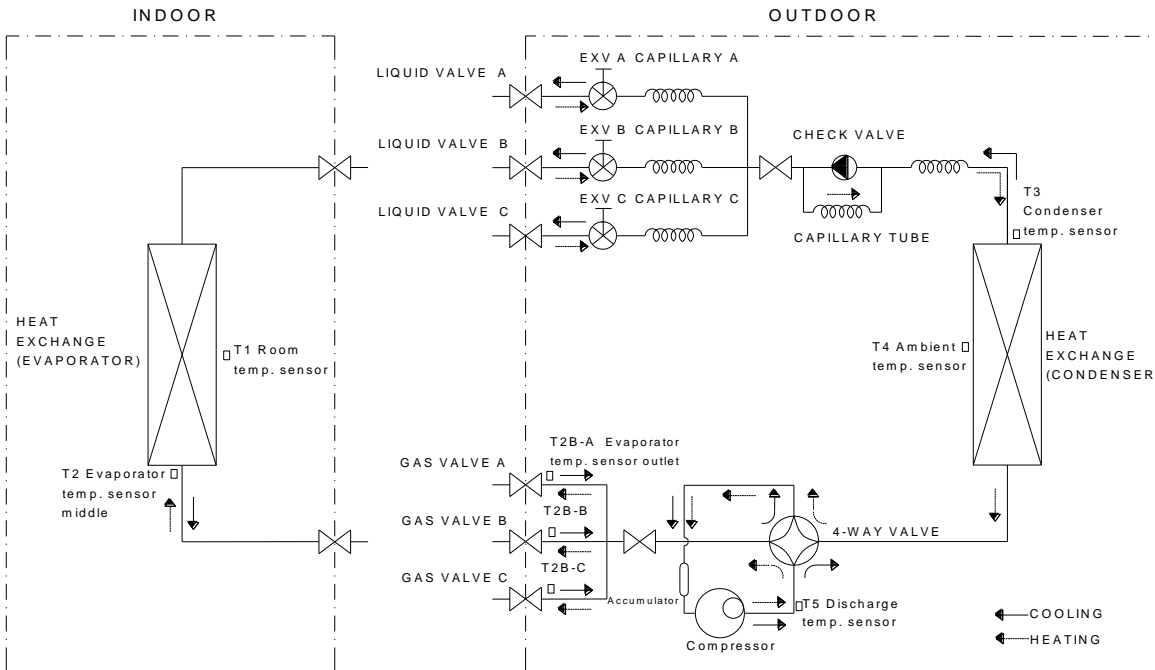 INDOOR
OUTDOOR
EXV A CAPILLARY A
LIQUID VALVE A
EXV B CAPILLARY B
CHECK VALVE
LIQUID VALVE B
EXV C CAPILLARY C
T3
Condenser
temp. sensor
LIQUID VALVE C
CAPILLARY TUBE
HEAT
EXCHANGE
(EVAPORATOR)
T1 Room
temp. sensor
T4 Ambient
temp. sensor
HEAT
EXCHANGE
(CONDENSER
T2 Evaporator
temp. sensor
middle
T2B-A Evaporator
temp. sensor outlet
GAS VALVE A
T2B-B
GAS VALVE B
4-WAY VALVE
T2B-C
GAS VALVE C
Accumulator
T5 Discharge
temp. sensor
Compressor
COOLING
HEATING